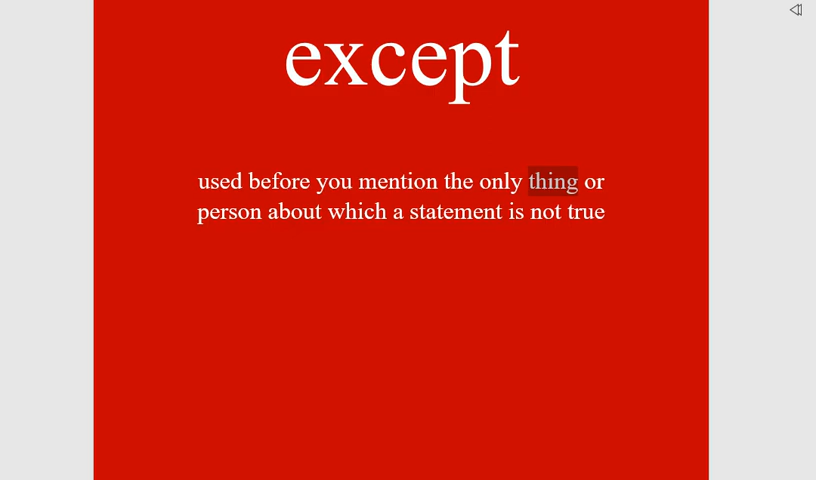 except
used before you mention the only thing or
person about which a statement is not true